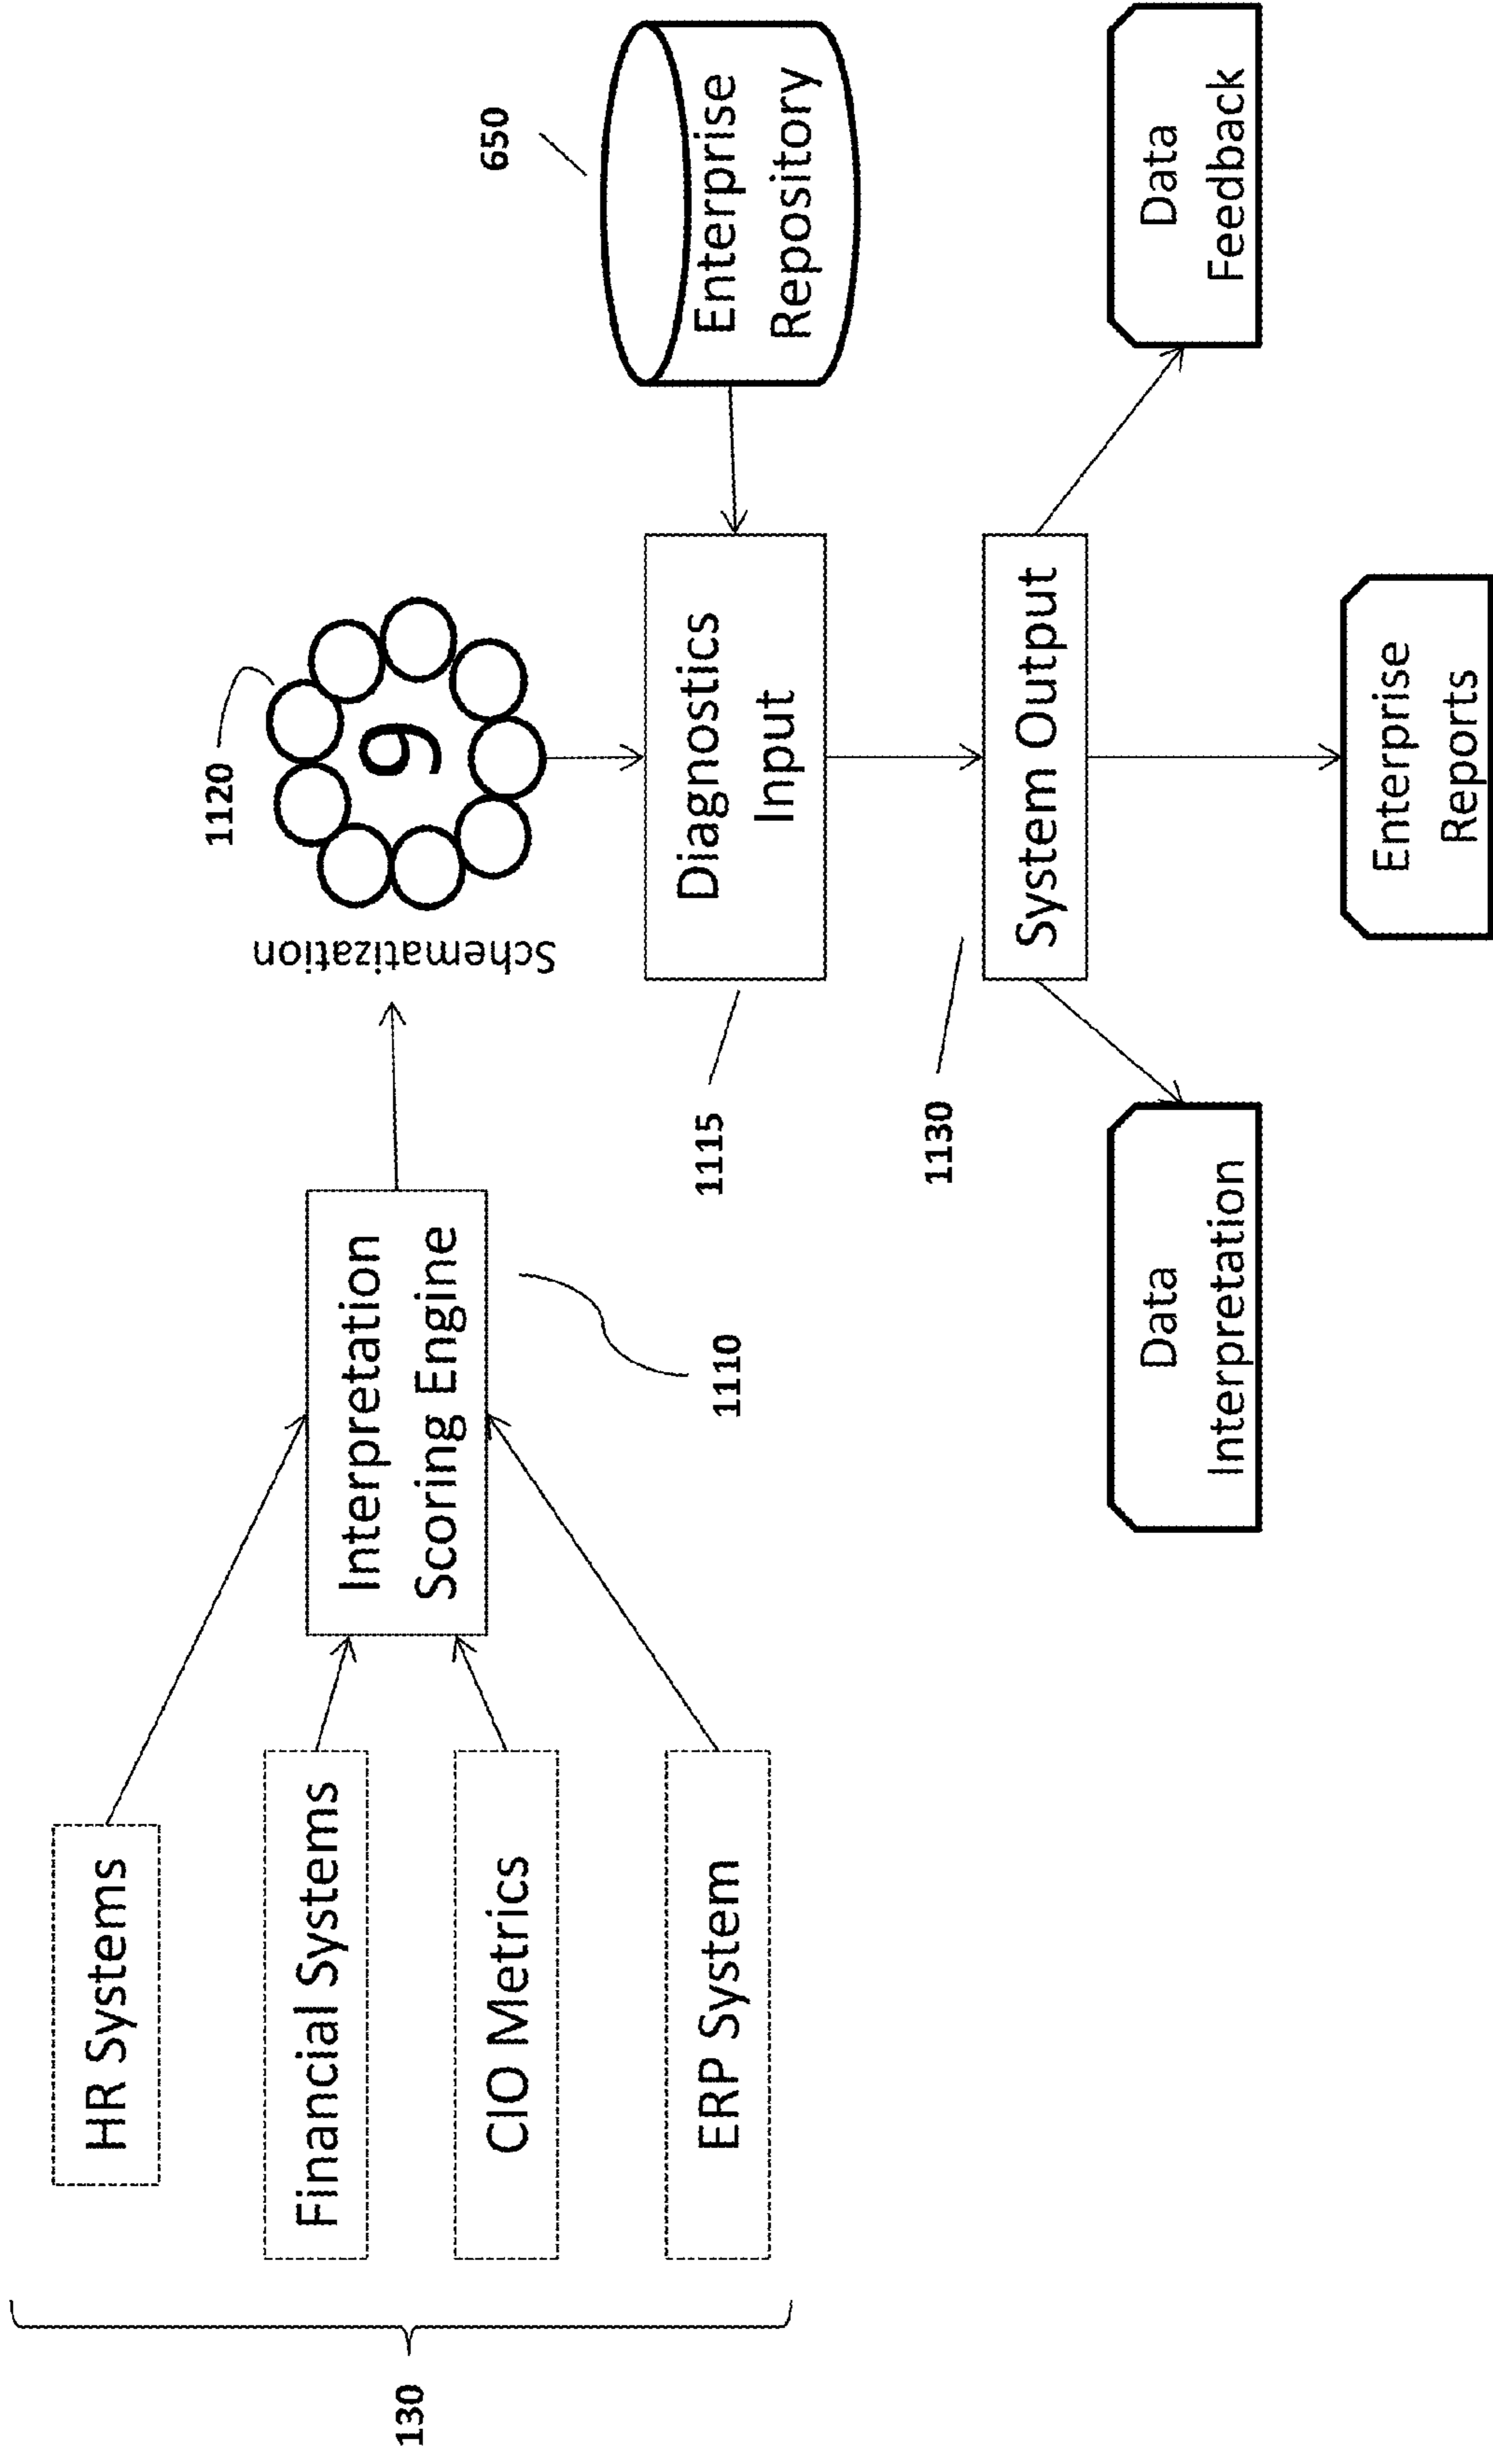 130
HR Systems
Financial Systems
CIO Metrics
ERP System
Interpretation
Scoring Engine
1110
Schematization
9
1120
Diagnostics
Input
1115
650
Enterprise
Repository
1130
System Output
Data
Interpretation
Enterprise
Reports
Data
Feedback